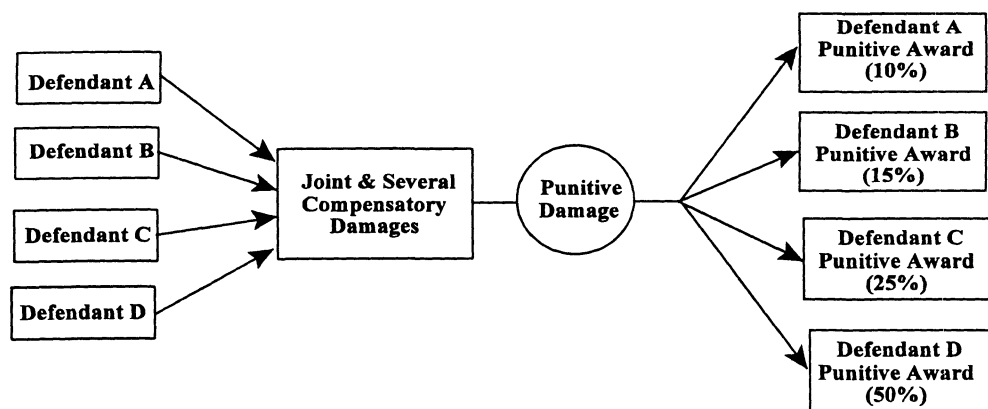 Defendant A
Defendant B
Defendant C
Defendant D
Joint & Several
Compensatory
Damages
Punitive
Damage
Defendant A
Punitive Award
(10%)
Defendant B
Punitive Award
(15%)
Defendant C
Punitive Award
(25%)
Defendant D
Punitive Award
(50%)